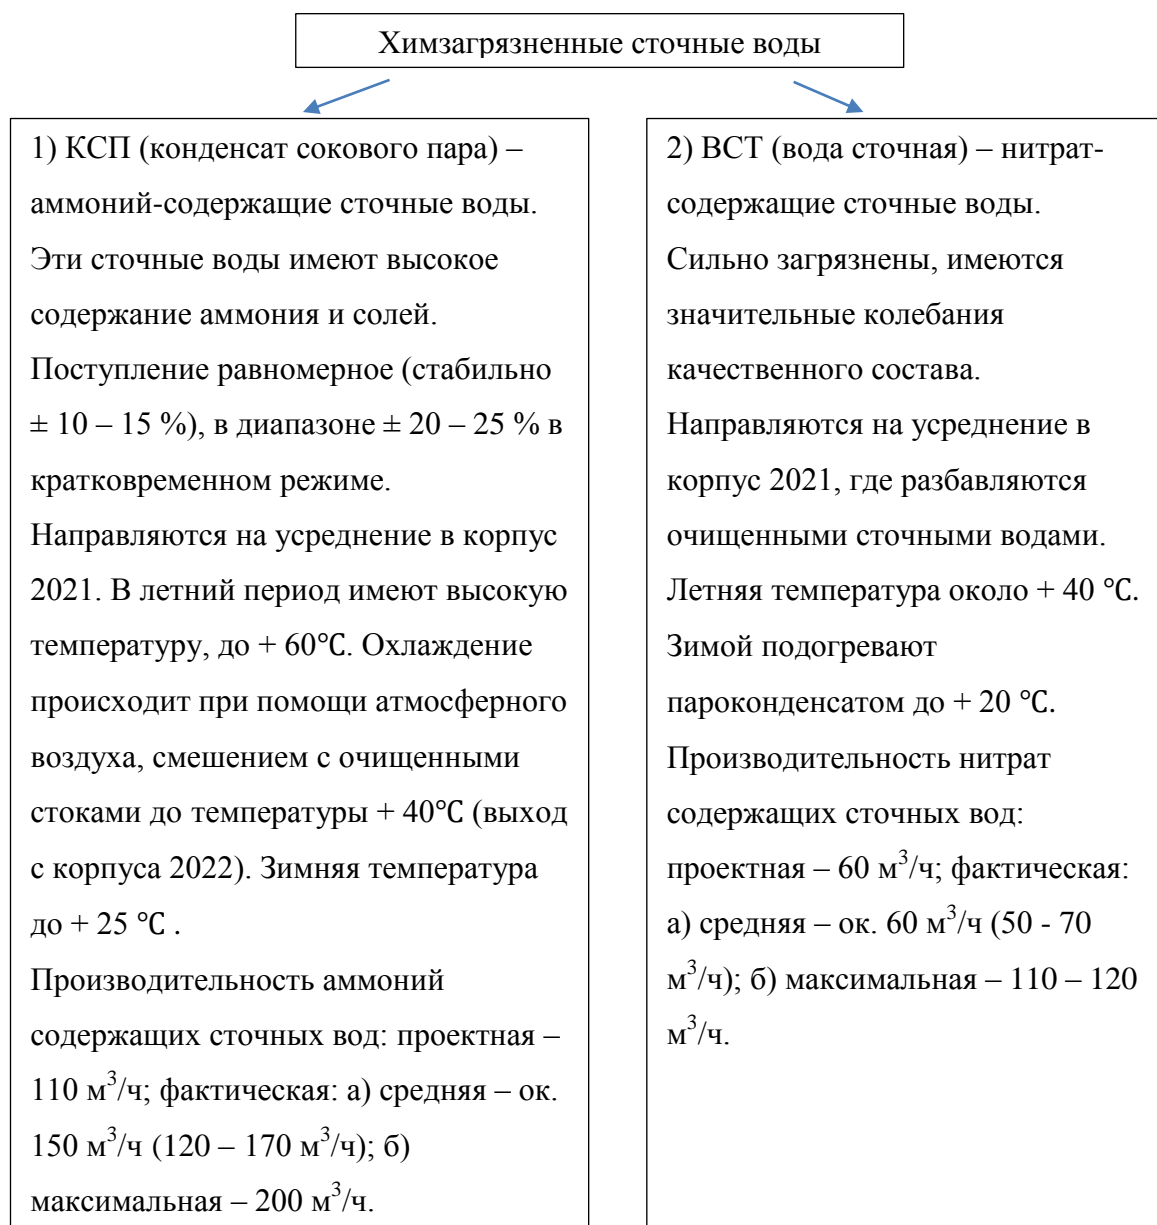 Химзагрязненные сточные воды
1) КСП (конденсат сокового пара) –
аммоний-содержащие сточные воды.
Эти сточные воды имеют высокое
содержание аммония и солей.
Поступление равномерное (стабильно
± 10 – 15 %), в диапазоне ± 20 – 25 % в
кратковременном режиме.
Направляются на усреднение в корпус
2021. В летний период имеют высокую
температуру, до + 60℃. Охлаждение
происходит при помощи атмосферного
воздуха, смешением с очищенными
стоками до температуры + 40℃ (выход
с корпуса 2022). Зимняя температура
до + 25 ℃ .
Производительность аммоний
содержащих сточных вод: проектная –
110 м³/ч; фактическая: а) средняя – ок.
150 м³/ч (120 – 170 м³/ч); б)
максимальная – 200 м³/ч.
2) ВСТ (вода сточная) – нитрат-
содержащие сточные воды.
Сильно загрязнены, имеются
значительные колебания
качественного состава.
Направляются на усреднение в
корпус 2021, где разбавляются
очищенными сточными водами.
Летняя температура около + 40 ℃.
Зимой подогревают
пароконденсатом до + 20 ℃.
Производительность нитрат
содержащих сточных вод:
проектная – 60 м³/ч; фактическая:
а) средняя – ок. 60 м³/ч (50 - 70
м³/ч); б) максимальная – 110 – 120
м³/ч.